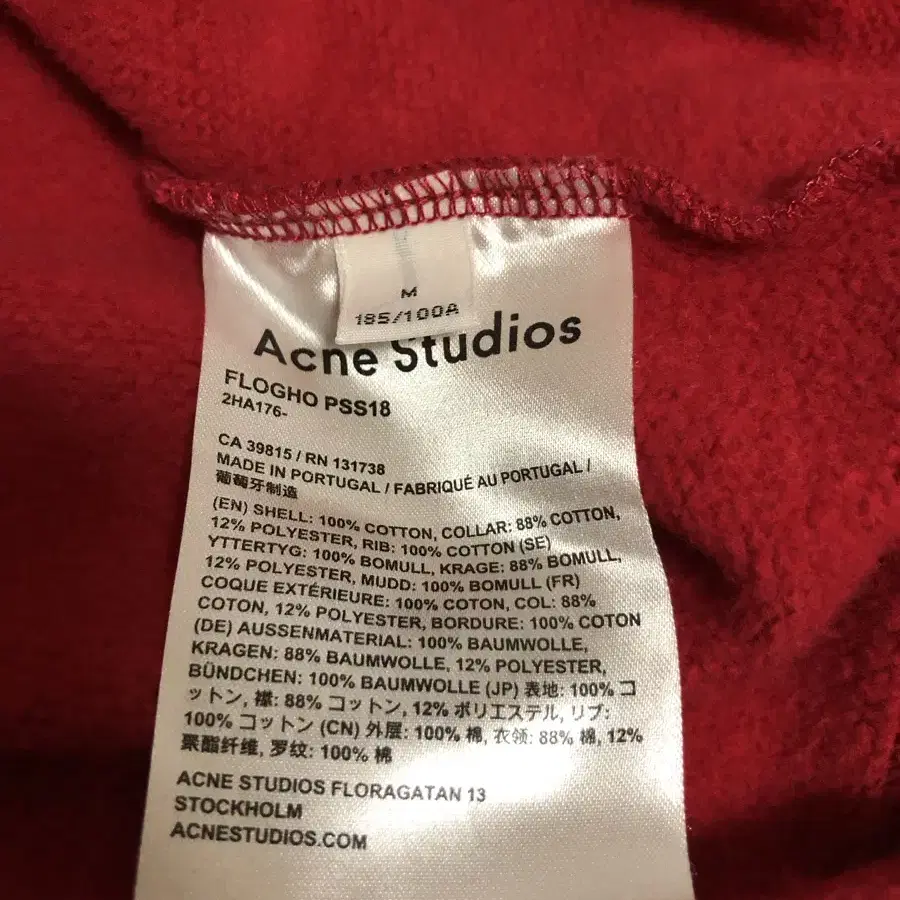 M
185/100A
Acne Studios
FLOGHO PSS18
2HA176-
CA 39815 / RN 131738
MADE IN PORTUGAL / FABRIQUÉ AU PORTUGAL /
葡萄牙制造
(EN) SHELL: 100% COTTON, COLLAR: 88% COTTON,
12% POLYESTER, RIB: 100% COTTON (SE)
YTTERTYG: 100% BOMULL, KRAGE: 88% BOMULL,
12% POLYESTER, MUDD: 100% BOMULL (FR)
COQUE EXTÉRIEURE: 100% COTON, COL: 88%
COTON, 12% POLYESTER, BORDURE: 100% COTON
(DE) AUSSENMATERIAL: 100% BAUMWOLLE,
KRAGEN: 88% BAUMWOLLE, 12% POLYESTER,
BÜNDCHEN: 100% BAUMWOLLE (JP) 表地: 100% コ
ットン, 襟: 88% コットン, 12% ポリエステル, リブ:
100% コットン (CN) 外层: 100% 棉, 衣领: 88% 棉, 12%
聚酯纤维, 罗纹: 100% 棉
ACNE STUDIOS FLORAGATAN 13
STOCKHOLM
ACNESTUDIOS.COM